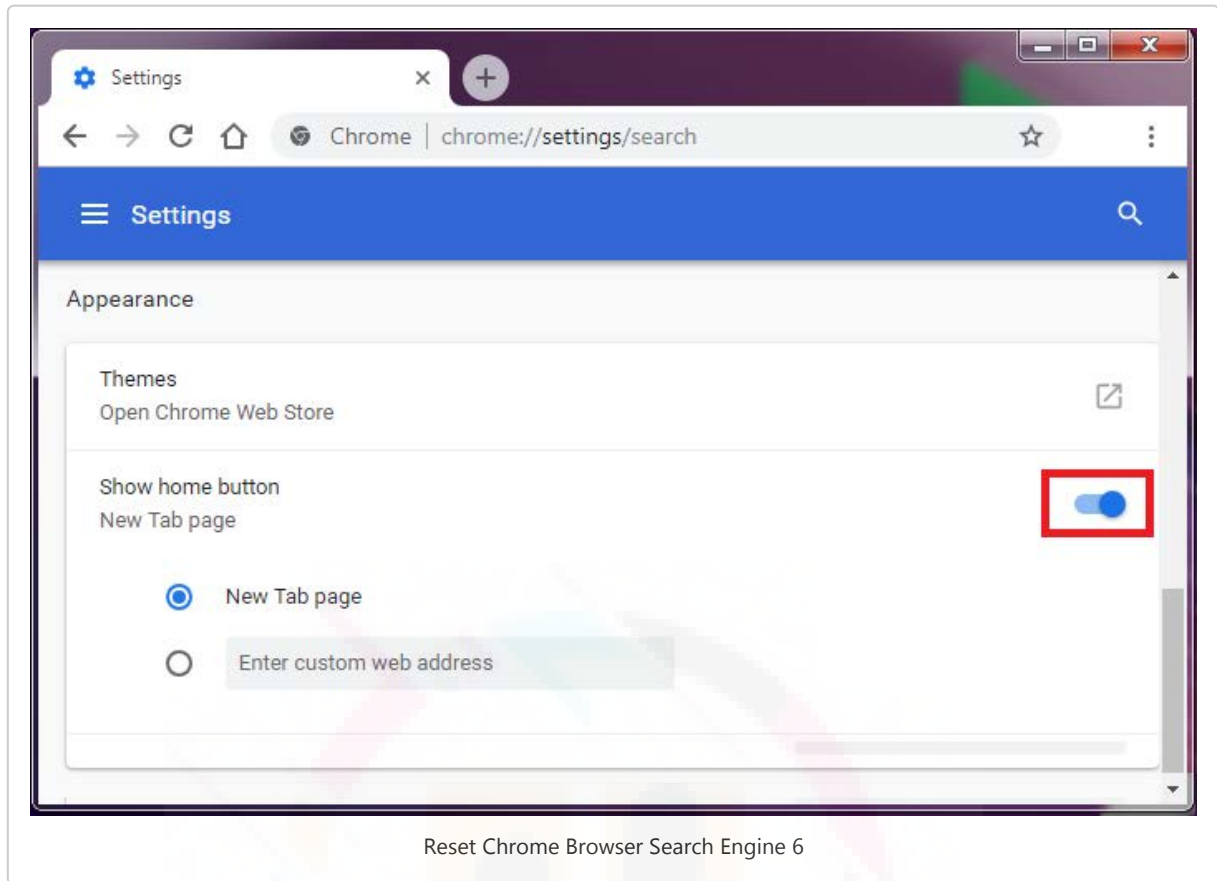 Settings
Chrome | chrome://settings/search
Settings
Appearance
Themes
Open Chrome Web Store
Show home button
New Tab page
New Tab page
Enter custom web address
Reset Chrome Browser Search Engine 6